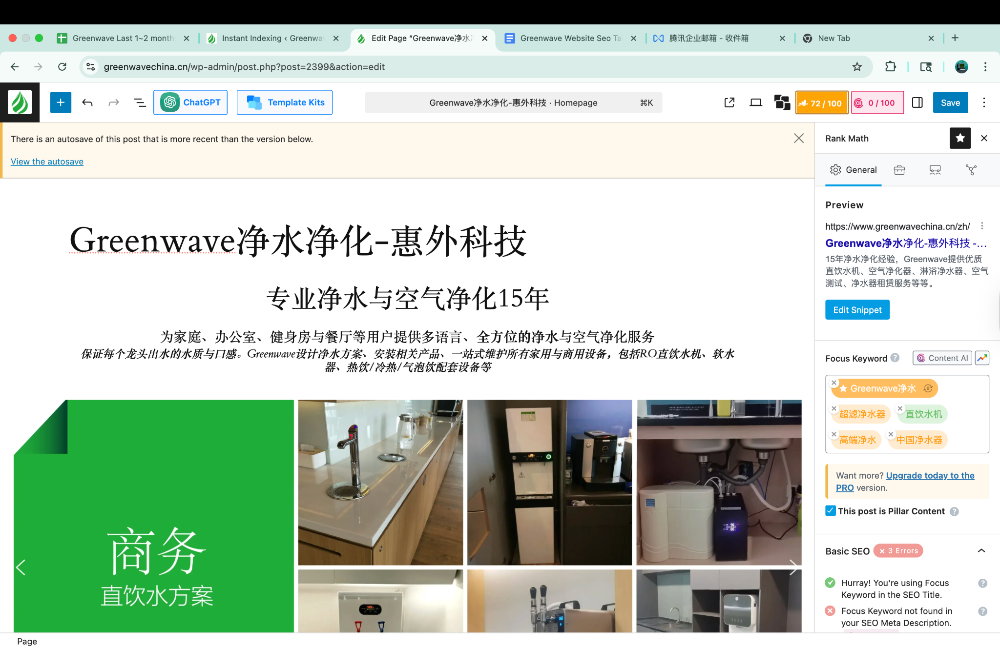 Greenwave Last 1~2 month
Instant Indexing ‹ Greenwav
Edit Page “Greenwave净水
Greenwave Website Seo Ta
腾讯企业邮箱 - 收件箱
New Tab
greenwavechina.cn/wp-admin/post.php?post=2399&action=edit
ChatGPT
Template Kits
Greenwave净水净化-惠外科技 · Homepage
⌘K
72 / 100
0 / 100
Save
There is an autosave of this post that is more recent than the version below.
View the autosave
Rank Math
General
Greenwave净水净化-惠外科技
专业净水与空气净化15年
为家庭、办公室、健身房与餐厅等用户提供多语言、全方位的净水与空气净化服务
保证每个龙头出水的水质与口感。Greenwave设计净水方案、安装相关产品、一站式维护所有家用与商用设备，包括RO直饮水机、软水
器、热饮/冷热/气泡饮配套设备等
商务
直饮水方案
Preview
https://www.greenwavechina.cn/zh/
Greenwave净水净化-惠外科技 -...
15年净水净化经验，Greenwave提供优质
直饮水机、空气净化器、淋浴净水器、空气
测试、净水器租赁服务等等。
Edit Snippet
Focus Keyword
Content AI
Greenwave净水
超滤净水器
直饮水机
高端净水
中国净水器
Want more? Upgrade today to the
PRO version.
This post is Pillar Content
Basic SEO
× 3 Errors
Hurray! You're using Focus
Keyword in the SEO Title.
Focus Keyword not found in
your SEO Meta Description.
Page